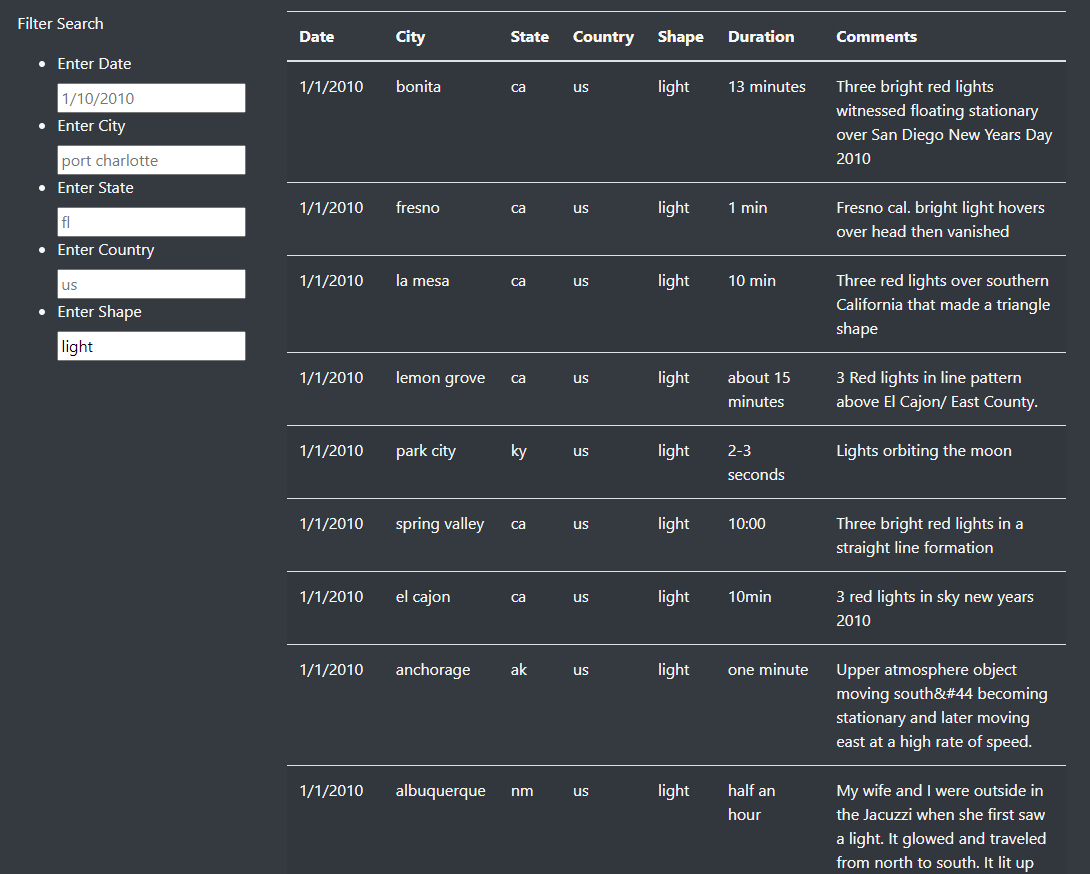 Filter Search
Enter Date
1/10/2010
Enter City
port charlotte
Enter State
fl
Enter Country
us
Enter Shape
light
Date City State Country Shape Duration Comments
1/1/2010 bonita ca us light 13 minutes Three bright red lights
witnessed floating stationary
over San Diego New Years Day
2010
1/1/2010 fresno ca us light 1 min Fresno cal. bright light hovers
over head then vanished
1/1/2010 la mesa ca us light 10 min Three red lights over southern
California that made a triangle
shape
1/1/2010 lemon grove ca us light about 15 3 Red lights in line pattern
minutes above El Cajon/ East County.
1/1/2010 park city ky us light 2-3 Lights orbiting the moon
seconds
1/1/2010 spring valley ca us light 10:00 Three bright red lights in a
straight line formation
1/1/2010 el cajon ca us light 10min 3 red lights in sky new years
2010
1/1/2010 anchorage ak us light one minute Upper atmosphere object
moving south&#44 becoming
stationary and later moving
east at a high rate of speed.
1/1/2010 albuquerque nm us light half an My wife and I were outside in
hour the Jacuzzi when she first saw
a light. It glowed and traveled
from north to south. It lit up